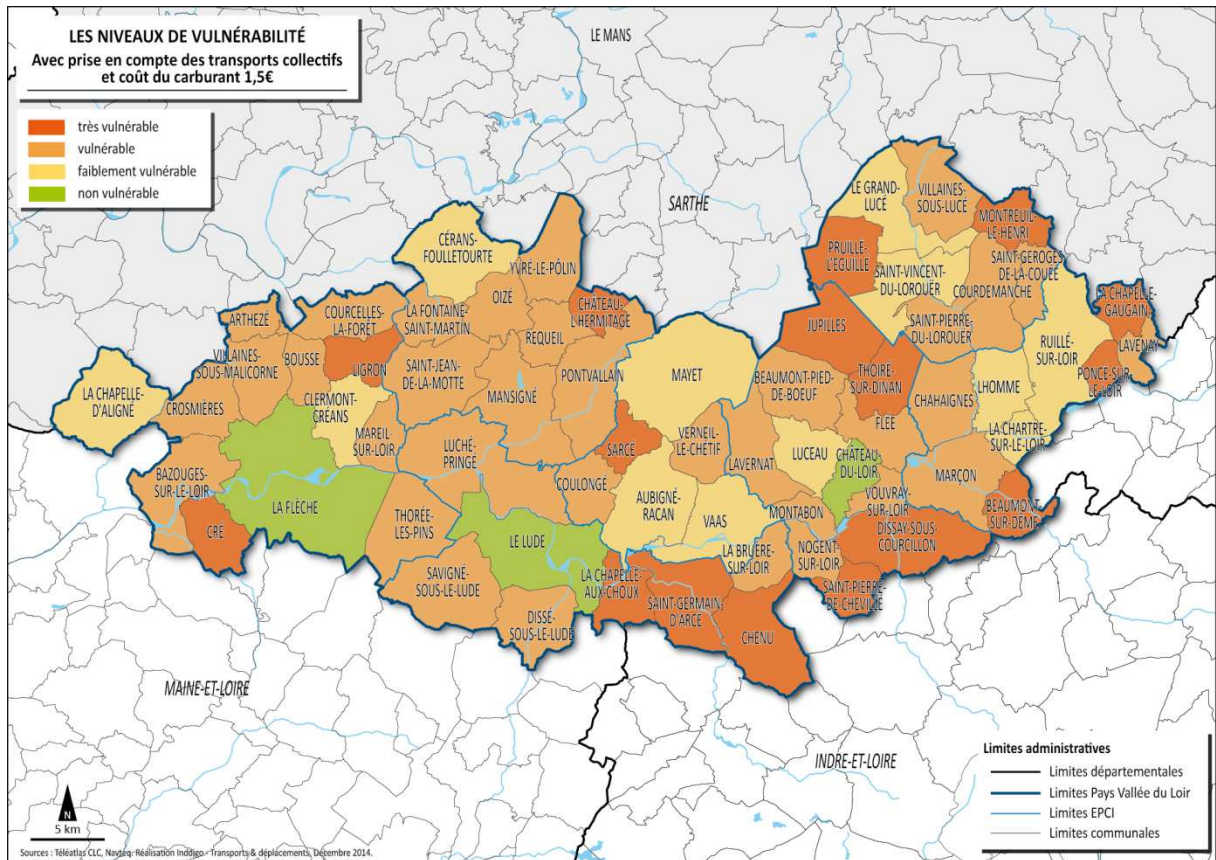 LES NIVEAUX DE VULNÉRABILITÉ
Avec prise en compte des transports collectifs
et coût du carburant 1,5€
très vulnérable
vulnérable
faiblement vulnérable
non vulnérable
LE MANS
SARTHE
MAINE-ET-LOIRE
INDRE-ET-LOIRE
LE GRAND-
LUCÉ
VILLAINES-
SOUS-LUCÉ
MONTREUIL-
LE-HENRI
PRUILLÉ-
L'EGUILLE
SAINT-VINCENT-
DU-LOROUËR
SAINT-GEROGES-
DE-LA-COUÉE
COURDEMANCHE
LA CHAPELLE-
GAUGAIN
LAVENAY
SAINT-PIERRE-
DU-LOROUËR
RUILLÉ-
SUR-LOIR
PONCÉ-SUR-
LE-LOIR
JUPILLES
THOIRÉ-
SUR-DINAN
CHAHAIGNES
LHOMME
LA CHARTRE-
SUR-LE-LOIR
BEAUMONT-PIED-
DE-BOEUF
FLÉE
LUCEAU
CHÂTEAU-
DU-LOIR
MARÇON
VOUVRAY-
SUR-LOIR
BEAUMONT-
SUR-DÊME
DISSAY-SOUS-
COURCILLON
SAINT-PIERRE-
DE-CHEVILLÉ
NOGENT-
SUR-LOIR
MONTABON
LAVERNAT
CÉRANS-
FOULLETOURTE
YVRÉ-LE-PÔLIN
OIZÉ
CHÂTEAU-
L'HERMITAGE
LA FONTAINE-
SAINT-MARTIN
COURCELLES-
LA-FORÊT
ARTHEZÉ
REQUEIL
MAYET
VILLAINES-
SOUS-MALICORNE
BOUSSE
LIGRON
SAINT-JEAN-
DE-LA-MOTTE
MANSIGNÉ
PONTVALLAIN
LA CHAPELLE-
D'ALIGNÉ
CROSMIÈRES
CLERMONT-
CRÉANS
MAREIL-
SUR-LOIR
LUCHÉ-
PRINGÉ
SARCÉ
VERNEIL-
LE-CHÉTIF
BAZOUGES-
SUR-LE-LOIR
CRÉ
LA FLÈCHE
THORÉE-
LES-PINS
COULONGÉ
AUBIGNÉ-
RACAN
VAAS
LE LUDE
LA BRUÈRE-
SUR-LOIR
SAVIGNÉ-
SOUS-LE-LUDE
DISSÉ-
SOUS-LE-LUDE
LA CHAPELLE-
AUX-CHOUX
SAINT-GERMAIN-
D'ARCÉ
CHENU
Limites administratives
Limites départementales
Limites Pays Vallée du Loir
Limites EPCI
Limites communales
N
5 km
Sources : Téléatlas CLC, Navteq. Réalisation Inddigo - Transports & déplacements, Décembre 2014.